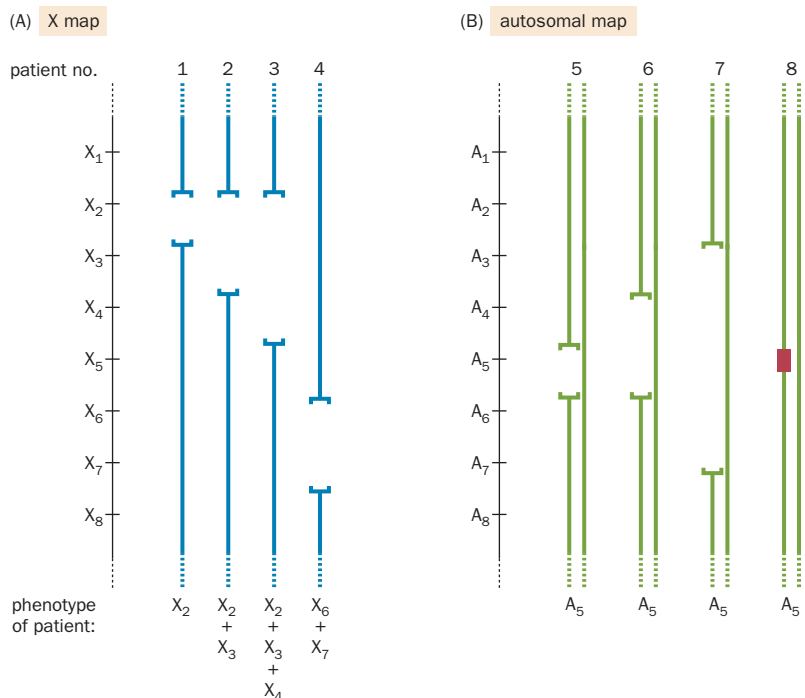 (A) X map
(B) autosomal map
patient no. 1 2 3 4
5 6 7 8
X1
X2
X3
X4
X5
X6
X7
X8
A1
A2
A3
A4
A5
A6
A7
A8
phenotype
of patient:
X2
X2
+
X3
X2
+
X3
+
X4
X6
+
X7
A5 A5 A5 A5